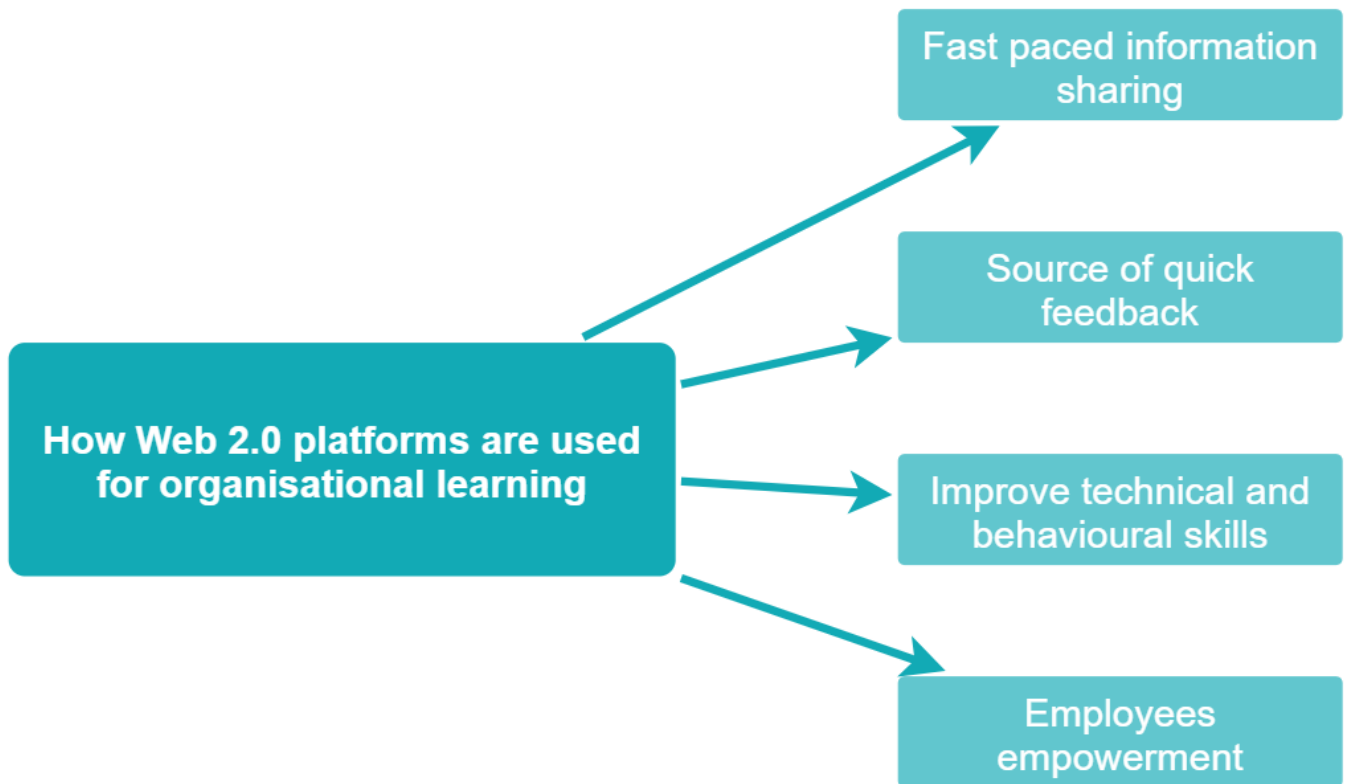 Fast paced information
sharing
Source of quick
feedback
How Web 2.0 platforms are used
for organisational learning
Improve technical and
behavioural skills
Employees
empowerment